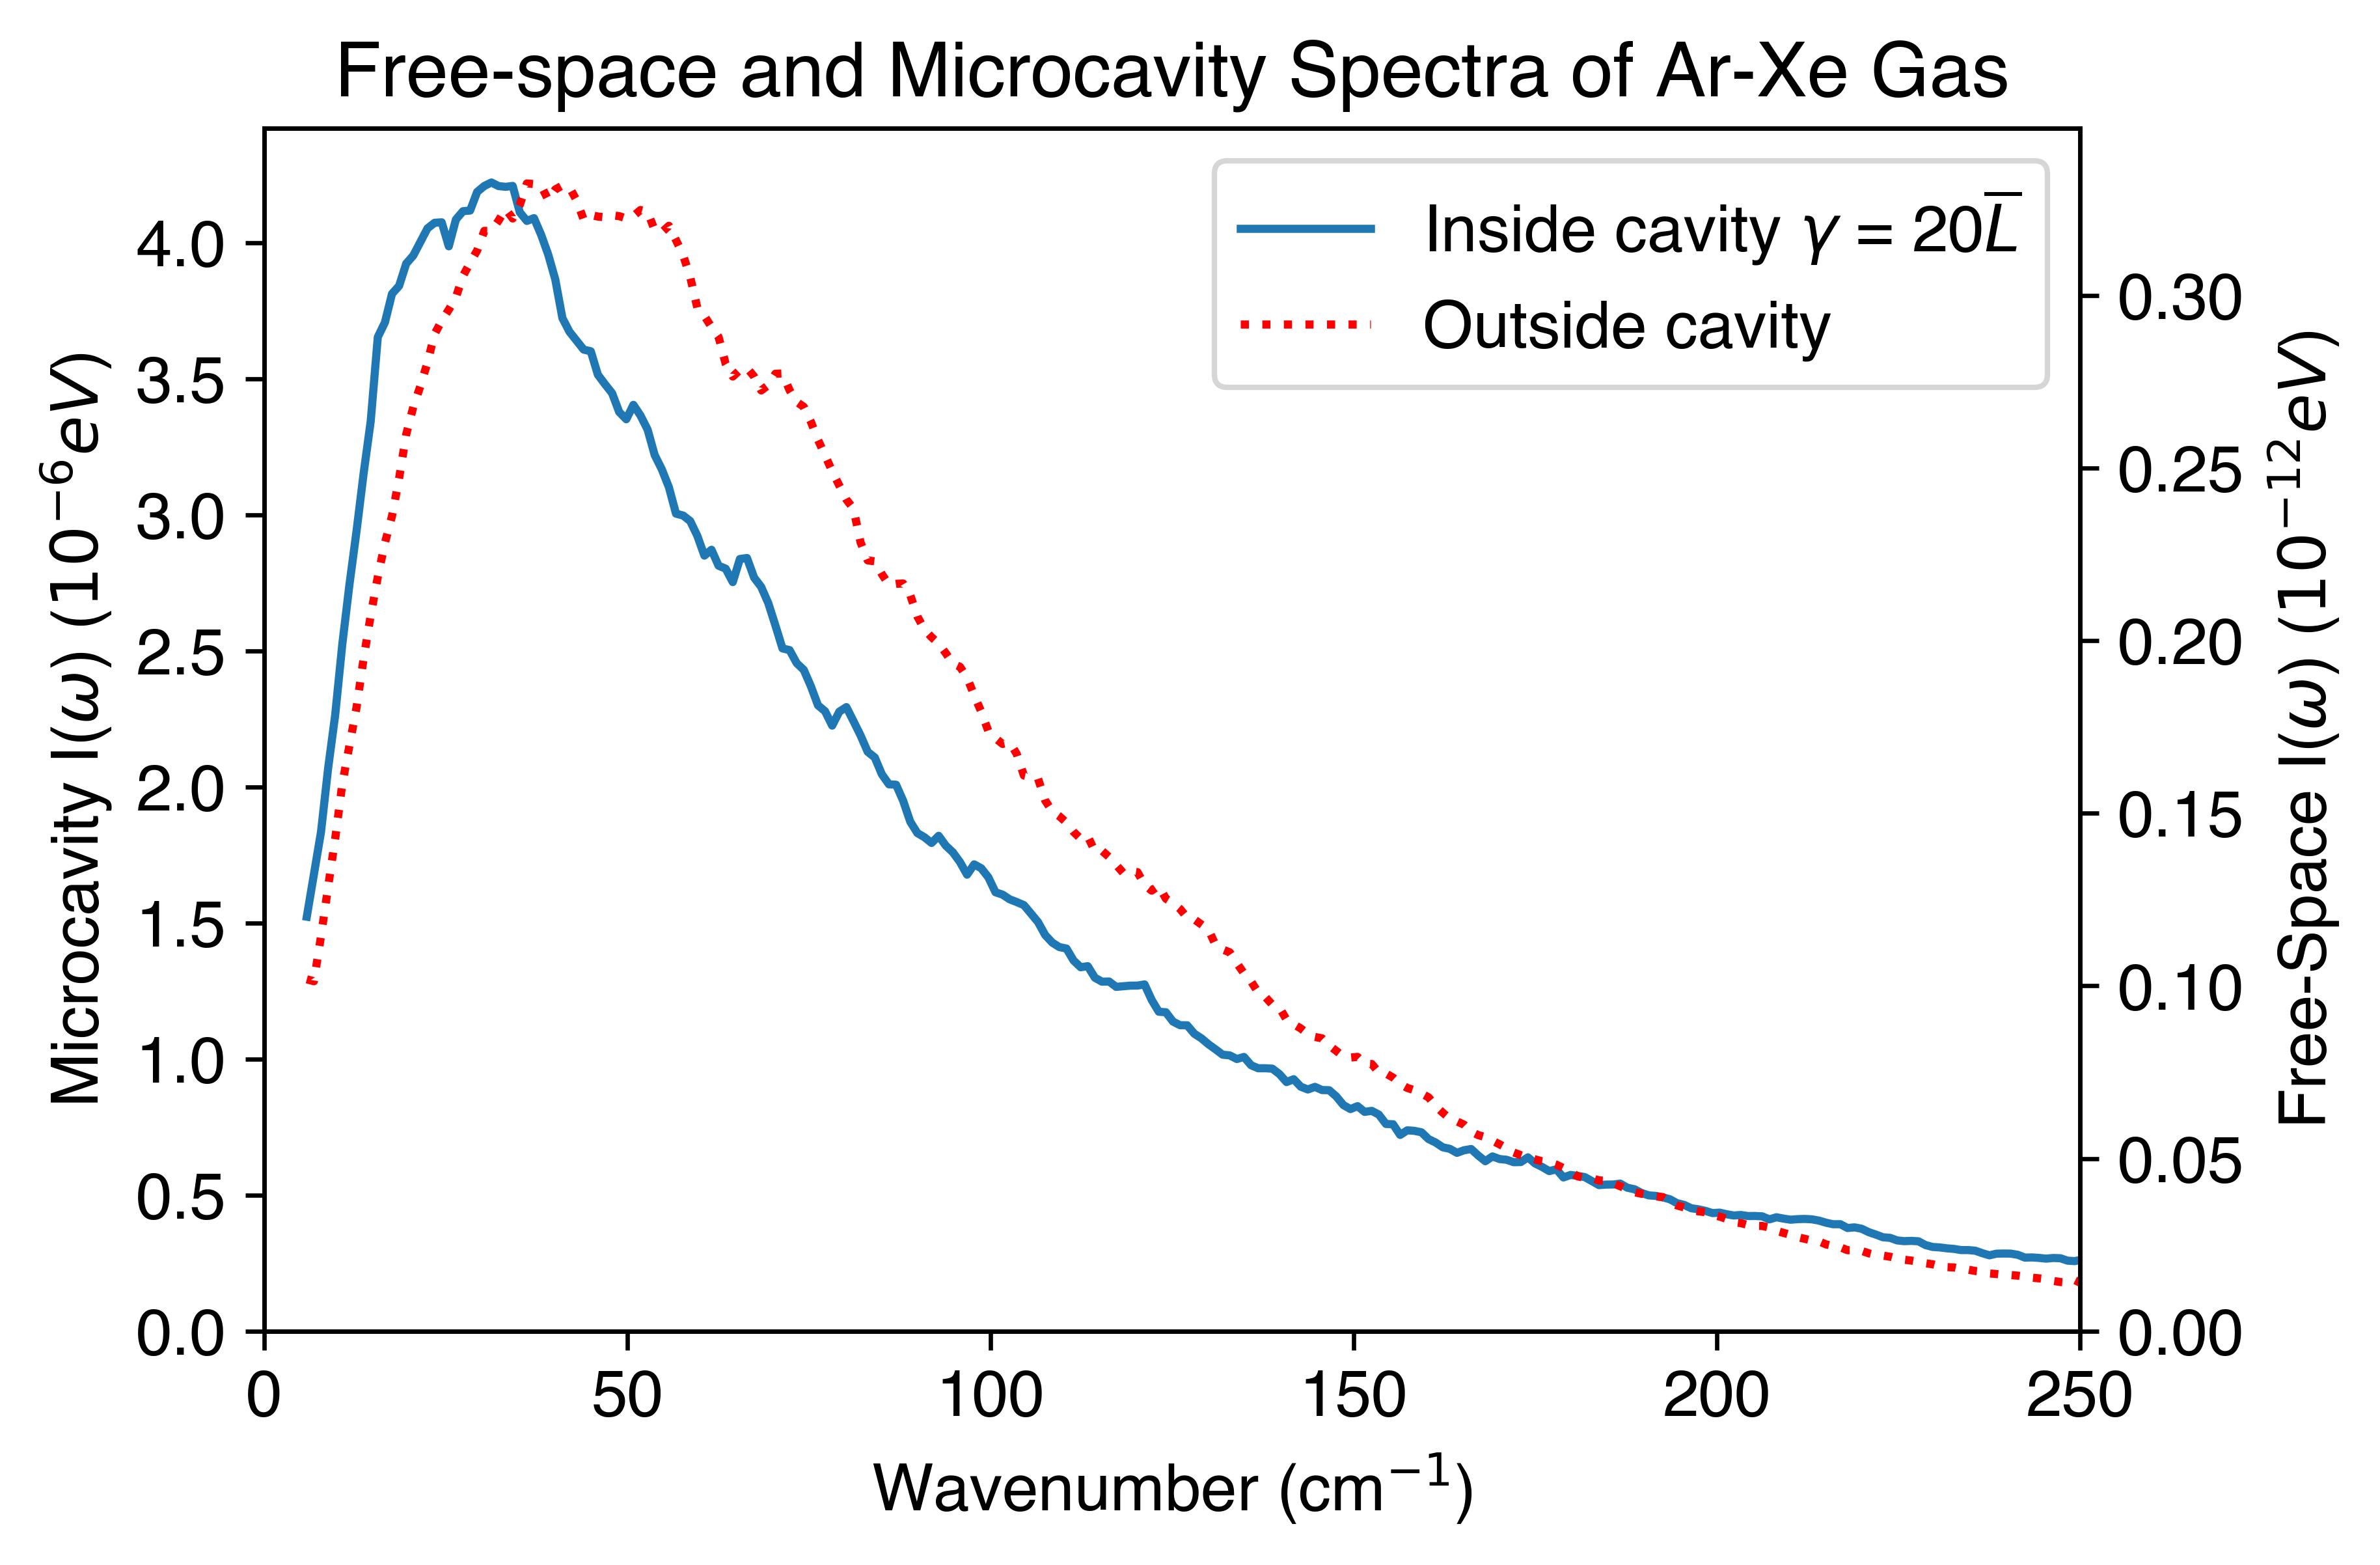 Free-space and Microcavity Spectra of Ar-Xe Gas
Inside cavity γ = 20L̅
Outside cavity
Microcavity I(ω) (10⁻⁶eV)
4.0
3.5
3.0
2.5
2.0
1.5
1.0
0.5
0.0
0.30
0.25
0.20
0.15
0.10
0.05
0.00
Free-Space I(ω) (10⁻¹²eV)
0 50 100 150 200 250
Wavenumber (cm⁻¹)